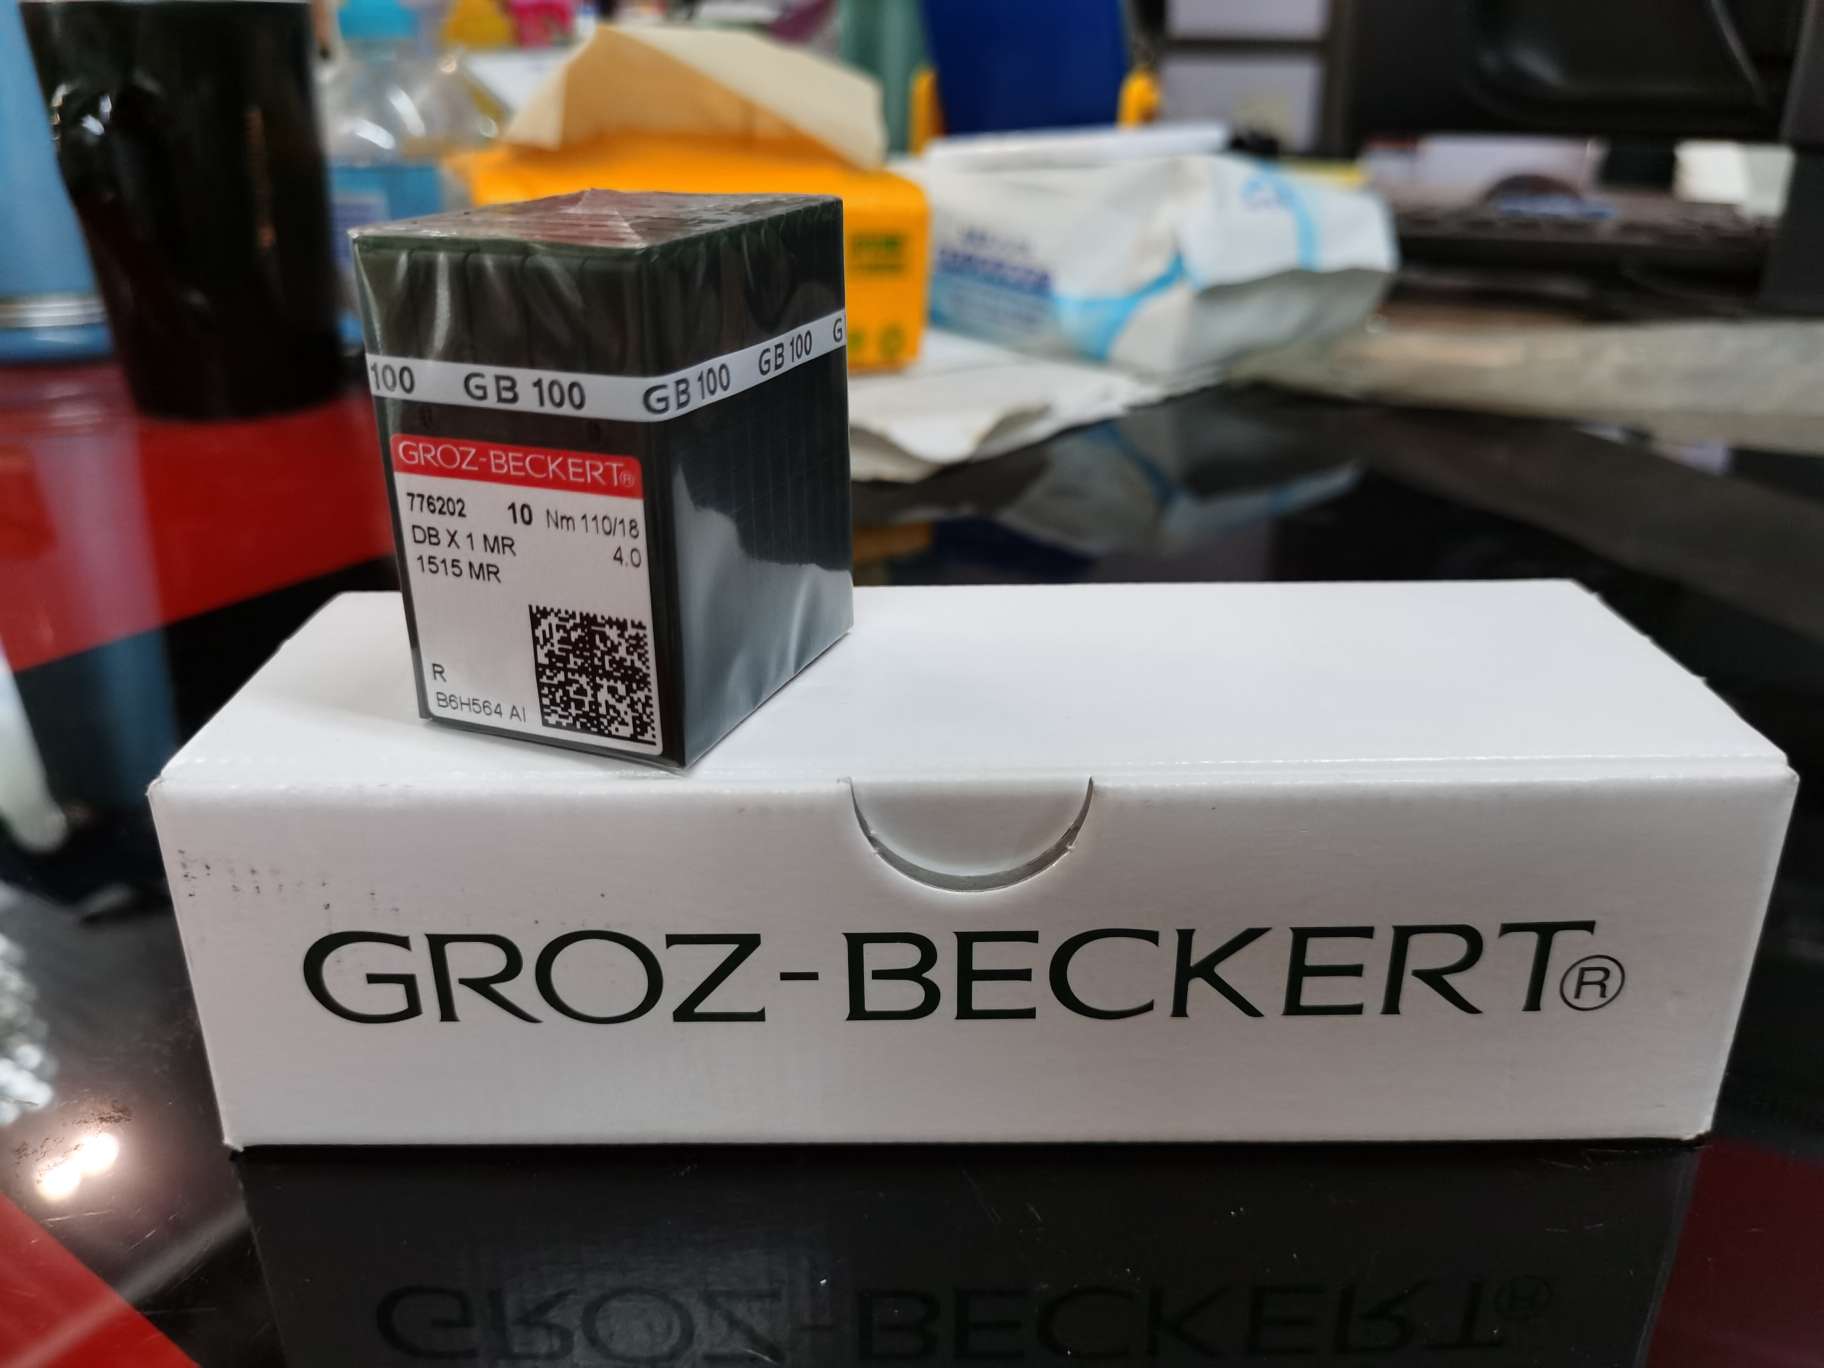 100 GB 100 GB 100 GB 100 G
GROZ-BECKERT®
776202 10 Nm 110/18
DB X 1 MR 4.0
1515 MR
R
B6H564 AI
GROZ-BECKERT®